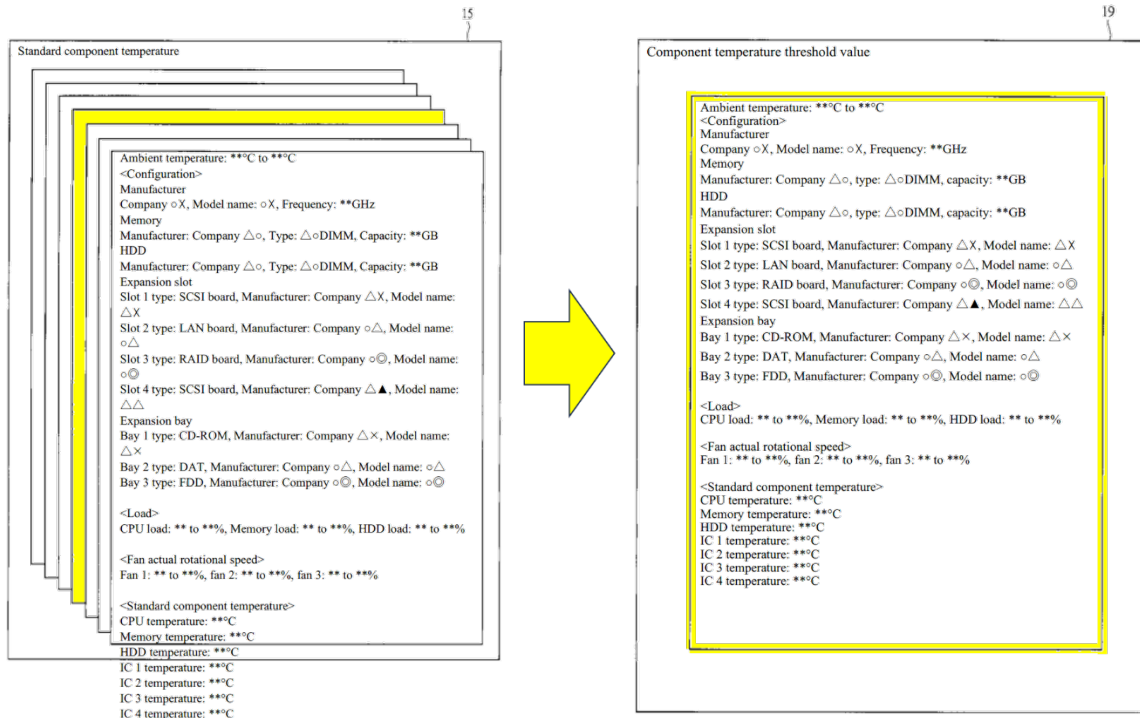 15
Standard component temperature
Ambient temperature: **°C to **°C
<Configuration>
Manufacturer
Company ○X, Model name: ○X, Frequency: **GHz
Memory
Manufacturer: Company △○, Type: △○DIMM, Capacity: **GB
HDD
Manufacturer: Company △○, Type: △○DIMM, Capacity: **GB
Expansion slot
Slot 1 type: SCSI board, Manufacturer: Company △X, Model name:
△X
Slot 2 type: LAN board, Manufacturer: Company ○△, Model name:
○△
Slot 3 type: RAID board, Manufacturer: Company ○◎, Model name:
○◎
Slot 4 type: SCSI board, Manufacturer: Company △▲, Model name:
△△
Expansion bay
Bay 1 type: CD-ROM, Manufacturer: Company △×, Model name:
△×
Bay 2 type: DAT, Manufacturer: Company ○△, Model name: ○△
Bay 3 type: FDD, Manufacturer: Company ○◎, Model name: ○◎
<Load>
CPU load: ** to **%, Memory load: ** to **%, HDD load: ** to **%
<Fan actual rotational speed>
Fan 1: ** to **%, fan 2: ** to **%, fan 3: ** to **%
<Standard component temperature>
CPU temperature: **°C
Memory temperature: **°C
HDD temperature: **°C
IC 1 temperature: **°C
IC 2 temperature: **°C
IC 3 temperature: **°C
IC 4 temperature: **°C
19
Component temperature threshold value
Ambient temperature: **°C to **°C
<Configuration>
Manufacturer
Company ○X, Model name: ○X, Frequency: **GHz
Memory
Manufacturer: Company △○, type: △○DIMM, capacity: **GB
HDD
Manufacturer: Company △○, type: △○DIMM, capacity: **GB
Expansion slot
Slot 1 type: SCSI board, Manufacturer: Company △X, Model name: △X
Slot 2 type: LAN board, Manufacturer: Company ○△, Model name: ○△
Slot 3 type: RAID board, Manufacturer: Company ○◎, Model name: ○◎
Slot 4 type: SCSI board, Manufacturer: Company △▲, Model name: △△
Expansion bay
Bay 1 type: CD-ROM, Manufacturer: Company △×, Model name: △×
Bay 2 type: DAT, Manufacturer: Company ○△, Model name: ○△
Bay 3 type: FDD, Manufacturer: Company ○◎, Model name: ○◎
<Load>
CPU load: ** to **%, Memory load: ** to **%, HDD load: ** to **%
<Fan actual rotational speed>
Fan 1: ** to **%, fan 2: ** to **%, fan 3: ** to **%
<Standard component temperature>
CPU temperature: **°C
Memory temperature: **°C
HDD temperature: **°C
IC 1 temperature: **°C
IC 2 temperature: **°C
IC 3 temperature: **°C
IC 4 temperature: **°C